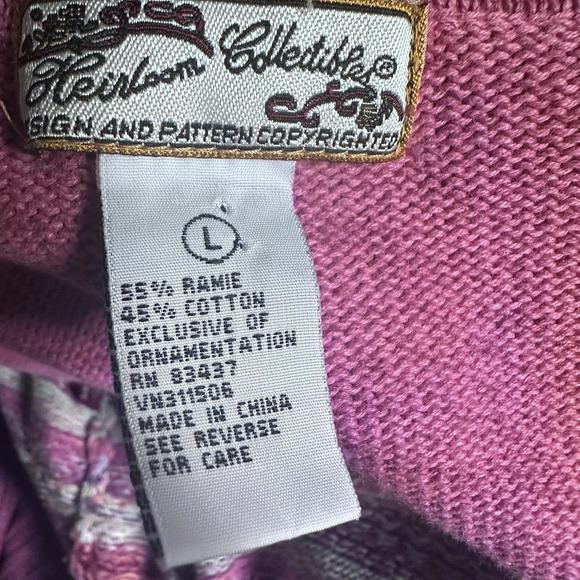 Heirloom Collectibles®
SIGN AND PATTERN COPYRIGHTED
L
55% RAMIE
45% COTTON
EXCLUSIVE OF
ORNAMENTATION
RN 83437
VN311506
MADE IN CHINA
SEE REVERSE
FOR CARE